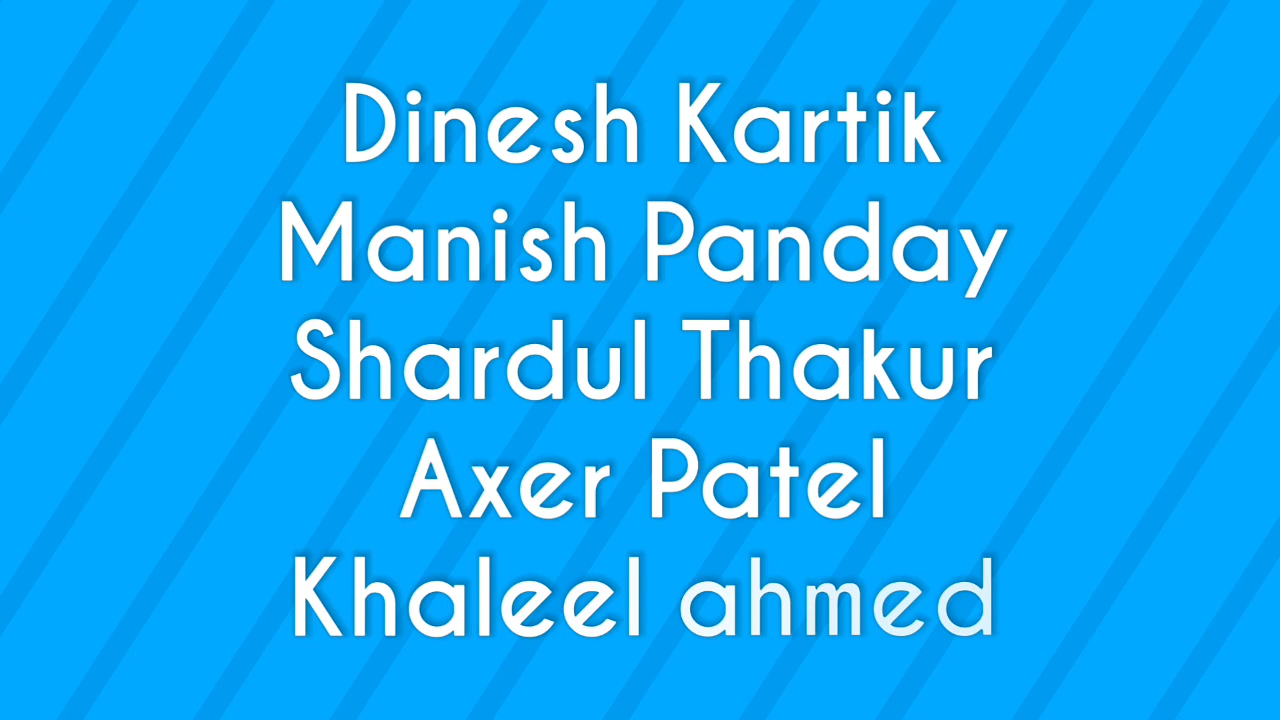 Dinesh Kartik
Manish Panday
Shardul Thakur
Axer Patel
Khaleel ahmed